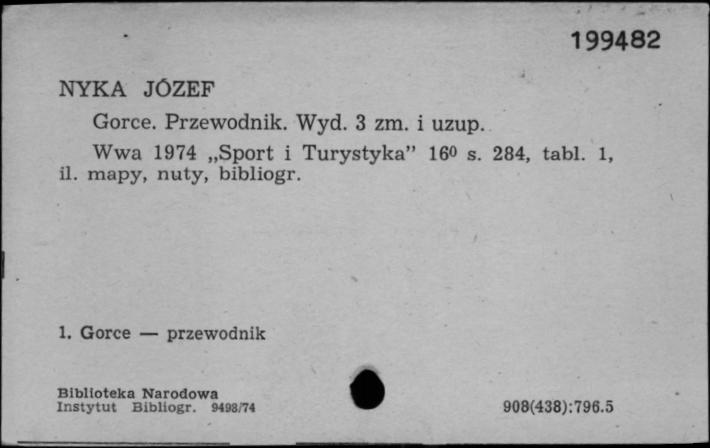 199482
NYKA JÓZEF
Gorce. Przewodnik. Wyd. 3 zm. i uzup.
Wwa 1974 „Sport i Turystyka” 16⁰ s. 284, tabl. 1,
il. mapy, nuty, bibliogr.
1. Gorce — przewodnik
Biblioteka Narodowa
Instytut Bibliogr. 9498/74
908(438):796.5